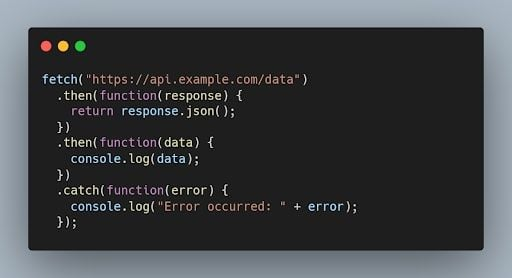 fetch("https://api.example.com/data")
  .then(function(response) {
    return response.json();
  })
  .then(function(data) {
    console.log(data);
  })
  .catch(function(error) {
    console.log("Error occurred: " + error);
  });